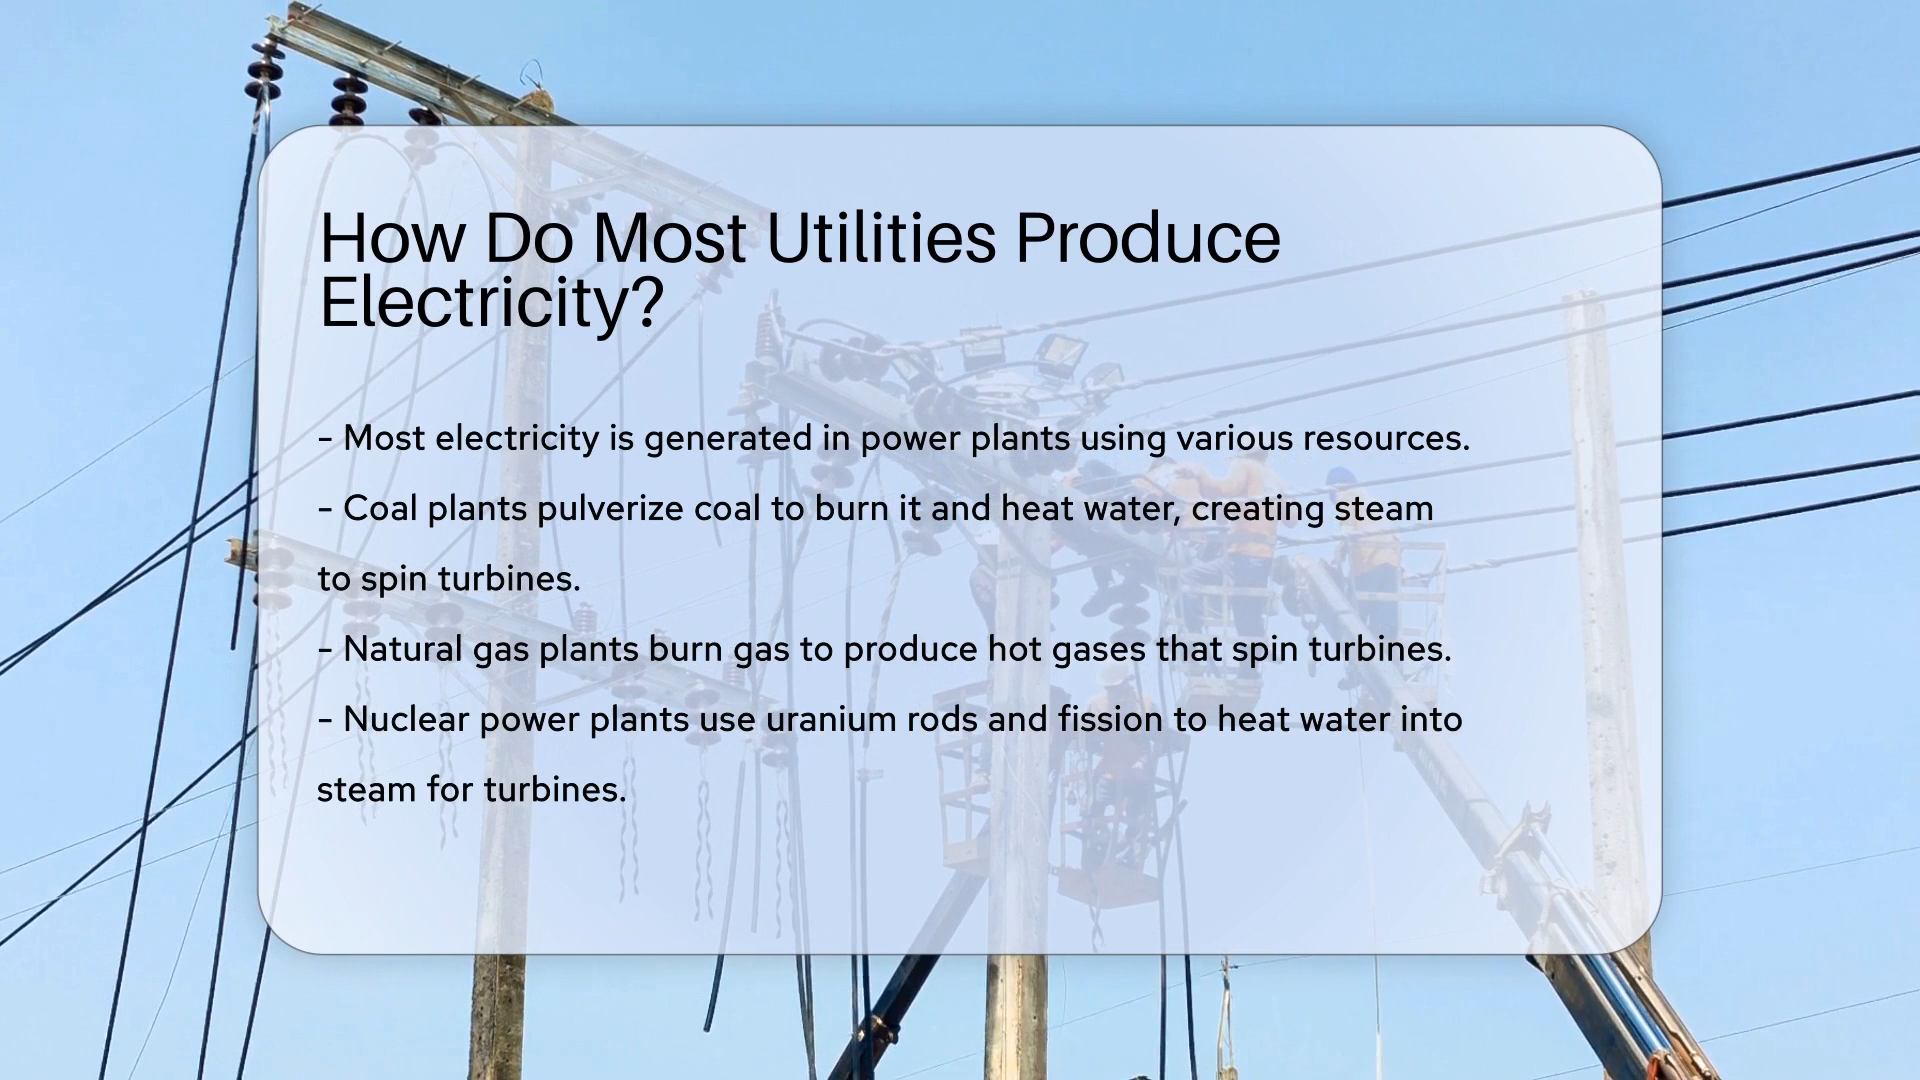 How Do Most Utilities Produce
Electricity?
- Most electricity is generated in power plants using various resources.
- Coal plants pulverize coal to burn it and heat water, creating steam
to spin turbines.
- Natural gas plants burn gas to produce hot gases that spin turbines.
- Nuclear power plants use uranium rods and fission to heat water into
steam for turbines.